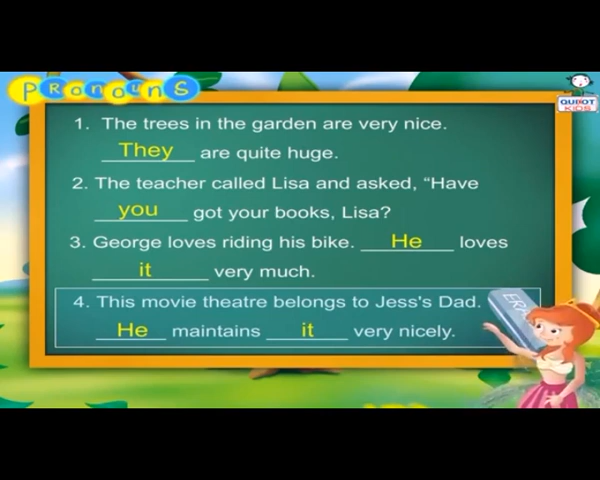 PRONOUNS
QUIXOT
KIDS
1. The trees in the garden are very nice.
They are quite huge.
2. The teacher called Lisa and asked, “Have
you got your books, Lisa?
3. George loves riding his bike. He loves
it very much.
4. This movie theatre belongs to Jess's Dad.
He maintains it very nicely.